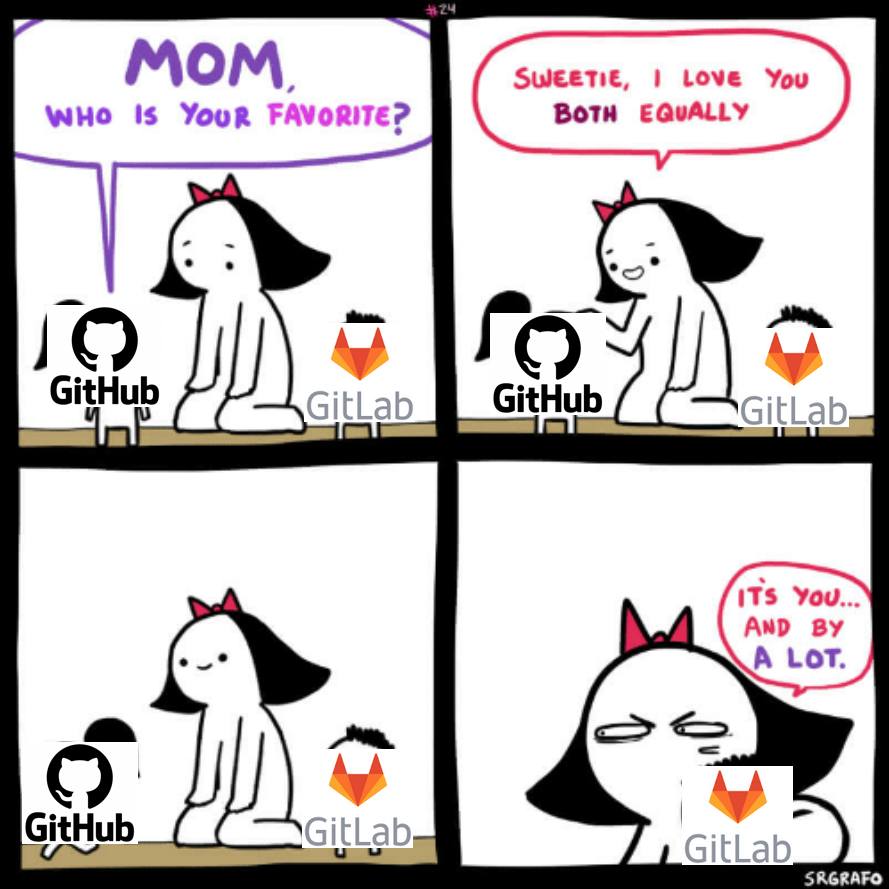 #24
MOM,
WHO IS YOUR FAVORITE?
GitHub
GitLab
SWEETIE, I LOVE YOU
BOTH EQUALLY
GitHub
GitLab
GitHub
GitLab
IT'S YOU...
AND BY
A LOT.
GitLab
SRGRAFO